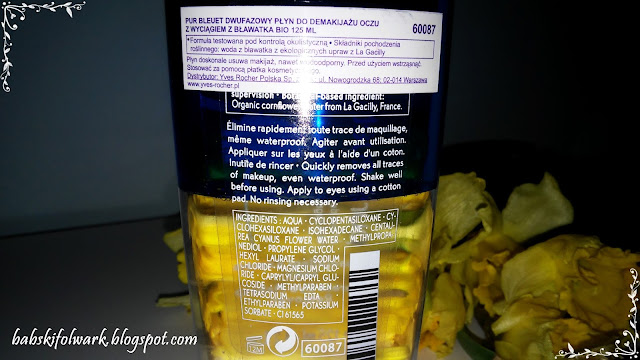 PUR BLEUET DWUFAZOWY PŁYN DO DEMAKIJAŻU OCZU
Z WYCIĄGIEM Z BŁAWATKA BIO 125 ML 60087
• Formuła testowana pod kontrolą okulistyczną • Składniki pochodzenia
roślinnego: woda z bławatka z ekologicznych upraw z La Gacilly
Płyn doskonale usuwa makijaż, nawet wodoodporny. Przed użyciem wstrząsnąć.
Stosować za pomocą płatka kosmetycznego.
Dystrybutor: Yves Rocher Polska Sp. Nowogrodzka 68; 02-014 Warszawa
www.yves-rocher.pl
supervision • Botanical-based ingredient:
Organic cornflower water from La Gacilly, France.
Élimine rapidement toute trace de maquillage,
même waterproof. Agiter avant utilisation.
Appliquer sur les yeux à l'aide d'un coton.
Inutile de rincer • Quickly removes all traces
of makeup, even waterproof. Shake well
before using. Apply to eyes using a cotton
pad. No rinsing necessary.
INGREDIENTS : AQUA • CYCLOPENTASILOXANE • CY-
CLOHEXASILOXANE • ISOHEXADECANE • CENTAU-
REA CYANUS FLOWER WATER • METHYLPROPA-
NEDIOL • PROPYLENE GLYCOL •
HEXYL LAURATE • SODIUM
CHLORIDE • MAGNESIUM CHLO-
RIDE • CAPRYLYL/CAPRYL GLU-
COSIDE • METHYLPARABEN •
TETRASODIUM EDTA •
ETHYLPARABEN • POTASSIUM
SORBATE • CI 61565
12M
60087
babskifolwark.blogspot.com